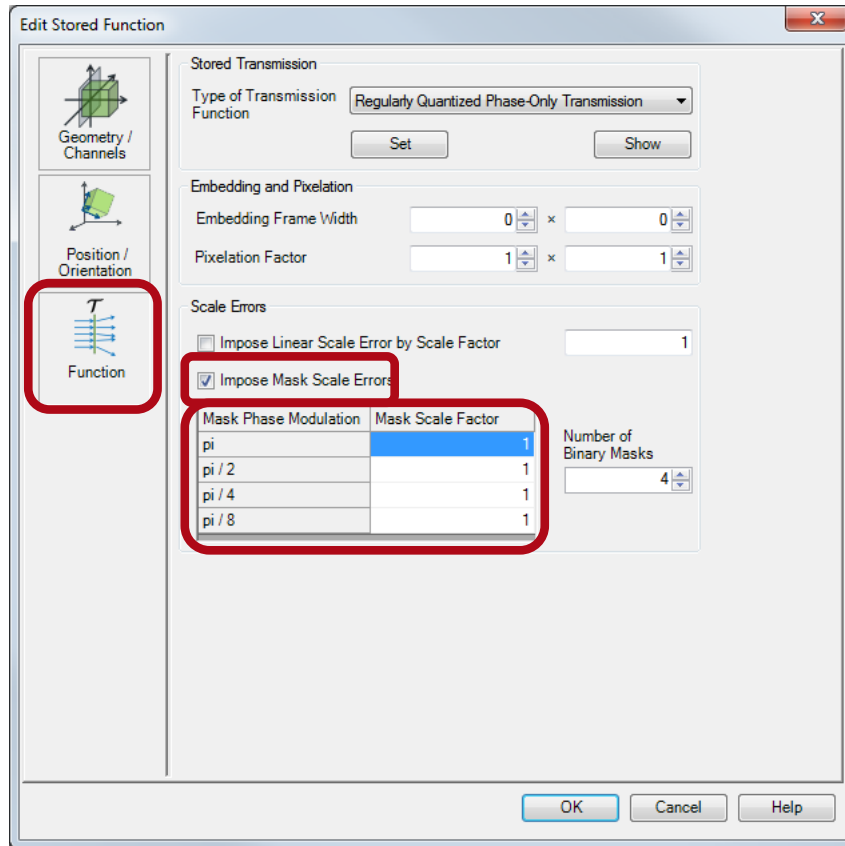 Edit Stored Function
Geometry /
Channels
Position /
Orientation
T
Function
Stored Transmission
Type of Transmission
Function
Regularly Quantized Phase-Only Transmission
Set
Show
Embedding and Pixelation
Embedding Frame Width
0 × 0
Pixelation Factor
1 × 1
Scale Errors
Impose Linear Scale Error by Scale Factor 1
Impose Mask Scale Errors
Mask Phase Modulation Mask Scale Factor
pi 1
pi / 2 1
pi / 4 1
pi / 8 1
Number of
Binary Masks
4
OK Cancel Help